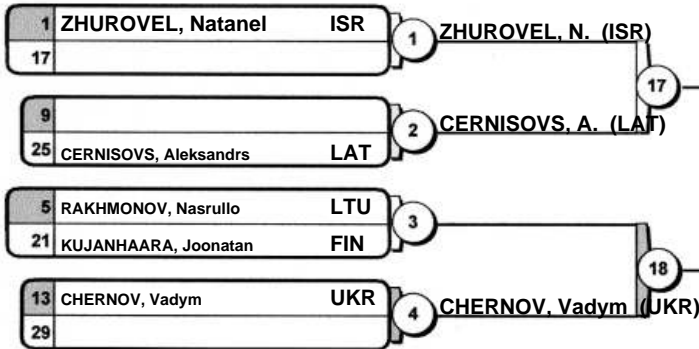 1 ZHUROVEL, Natanel ISR
17
1 ZHUROVEL, N. (ISR)
17
9
25 CERNISOVS, Aleksandrs LAT
2 CERNISOVS, A. (LAT)
5 RAKHMONOV, Nasrullo LTU
21 KUJANHAARA, Joonatan FIN
3
18
13 CHERNOV, Vadym UKR
29
4 CHERNOV, Vadym (UKR)